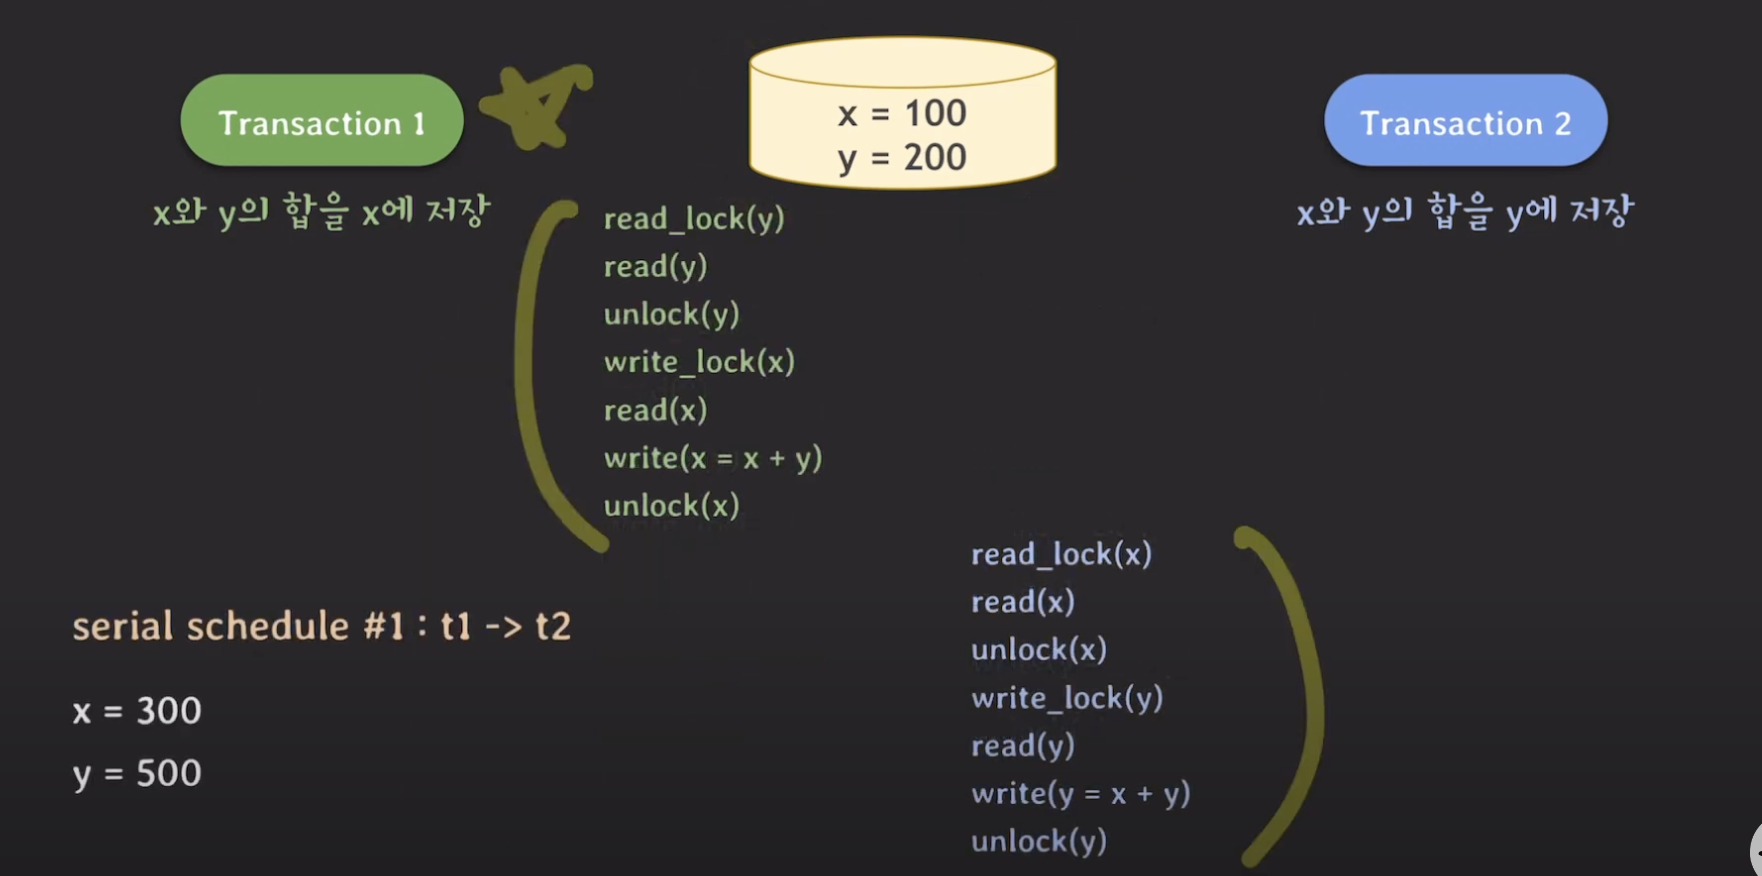 Transaction 1
x와 y의 합을 x에 저장
x = 100
y = 200
Transaction 2
x와 y의 합을 y에 저장
read_lock(y)
read(y)
unlock(y)
write_lock(x)
read(x)
write(x = x + y)
unlock(x)
read_lock(x)
read(x)
unlock(x)
write_lock(y)
read(y)
write(y = x + y)
unlock(y)
serial schedule #1 : t1 -> t2
x = 300
y = 500